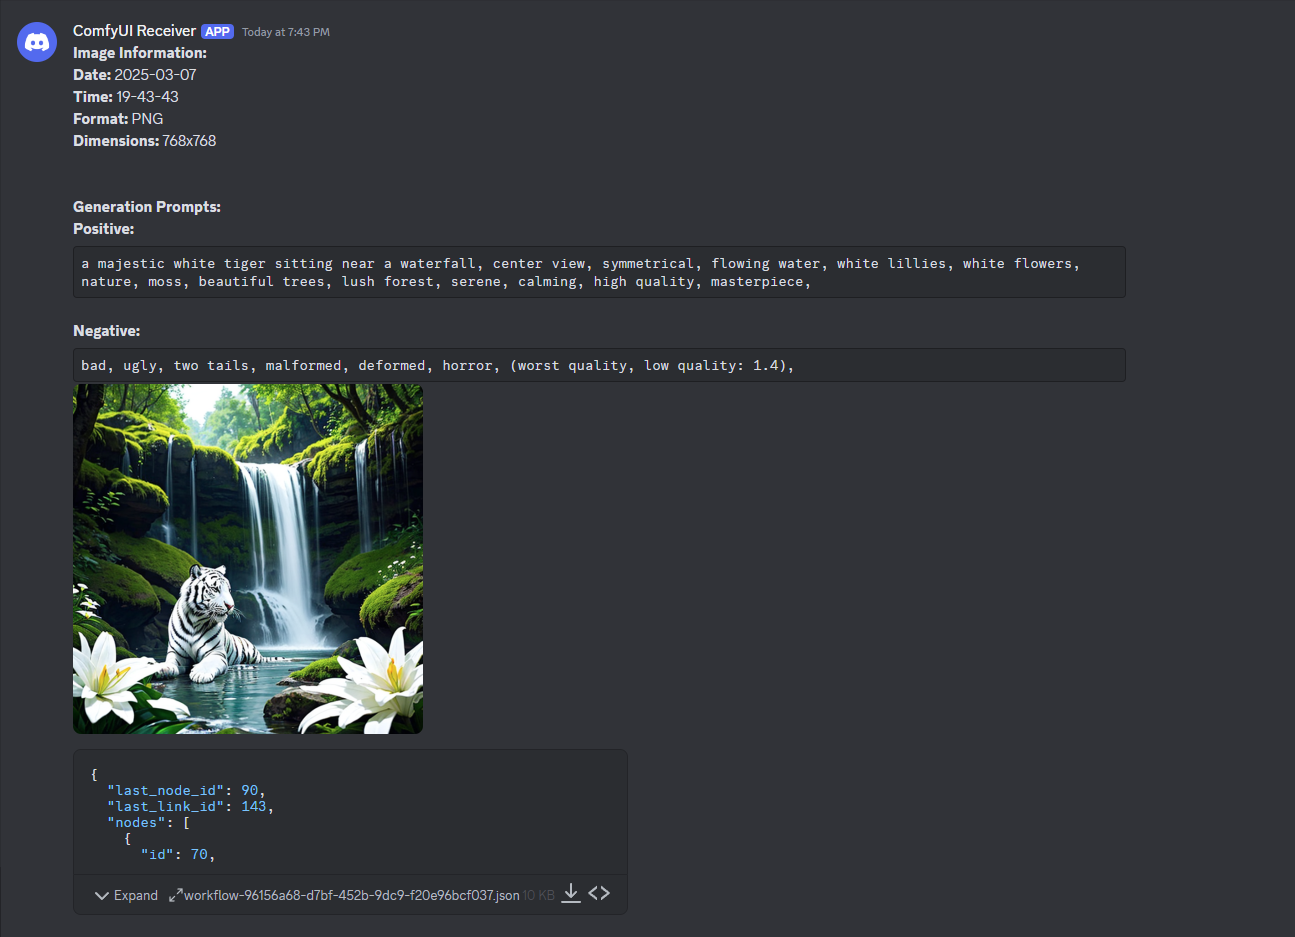 ComfyUI Receiver APP Today at 7:43 PM
Image Information:
Date: 2025-03-07
Time: 19-43-43
Format: PNG
Dimensions: 768x768
Generation Prompts:
Positive:
a majestic white tiger sitting near a waterfall, center view, symmetrical, flowing water, white lillies, white flowers,
nature, moss, beautiful trees, lush forest, serene, calming, high quality, masterpiece,
Negative:
bad, ugly, two tails, malformed, deformed, horror, (worst quality, low quality: 1.4),
{
"last_node_id": 90,
"last_link_id": 143,
"nodes": [
{
"id": 70,
Expand workflow-96156a68-d7bf-452b-9dc9-f20e96bcf037.json 10 KB